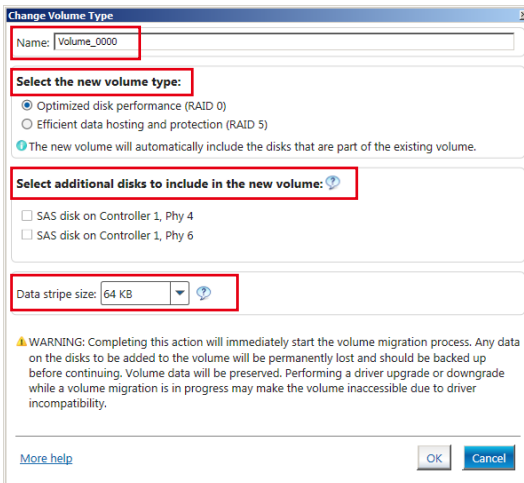 Change Volume Type
Name: Volume_0000
Select the new volume type:
Optimized disk performance (RAID 0)
Efficient data hosting and protection (RAID 5)
The new volume will automatically include the disks that are part of the existing volume.
Select additional disks to include in the new volume:
SAS disk on Controller 1, Phy 4
SAS disk on Controller 1, Phy 6
Data stripe size: 64 KB
WARNING: Completing this action will immediately start the volume migration process. Any data
on the disks to be added to the volume will be permanently lost and should be backed up
before continuing. Volume data will be preserved. Performing a driver upgrade or downgrade
while a volume migration is in progress may make the volume inaccessible due to driver
incompatibility.
More help
OK
Cancel